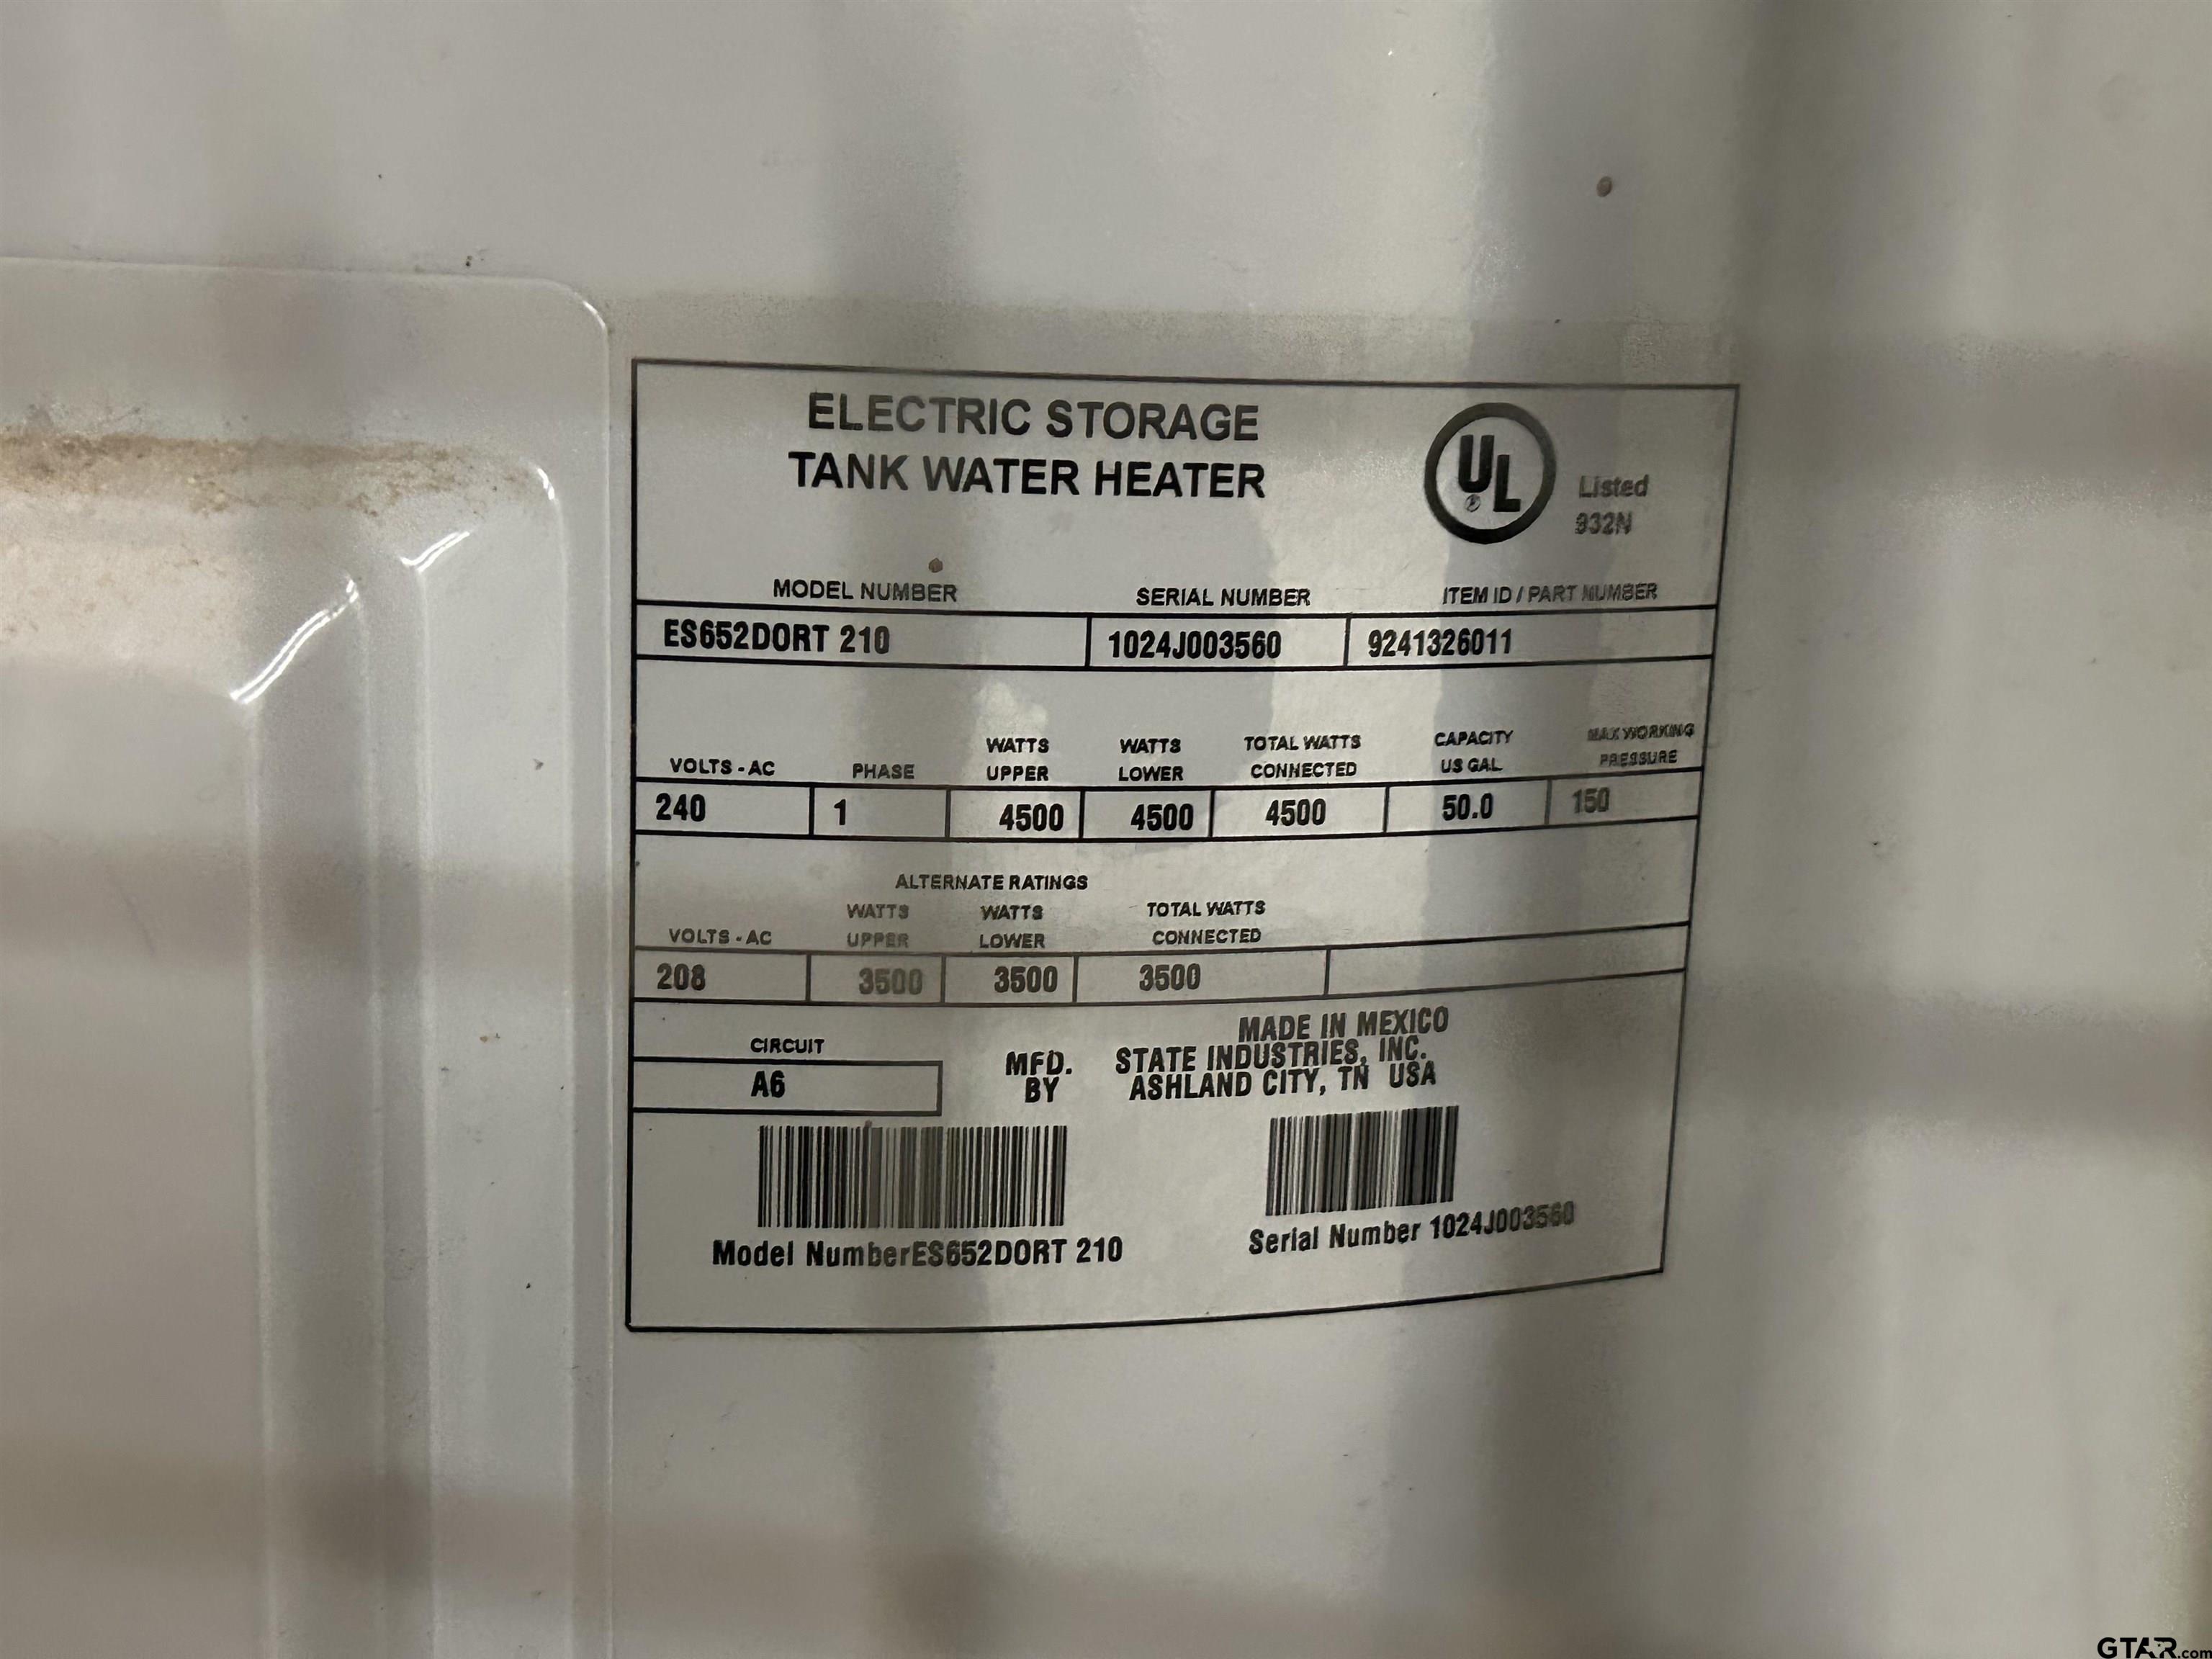 ELECTRIC STORAGE
TANK WATER HEATER
UL
®
Listed
932N
MODEL NUMBER SERIAL NUMBER ITEM ID / PART NUMBER
ES652DORT 210 1024J003560 9241326011
VOLTS - AC PHASE WATTS UPPER WATTS LOWER TOTAL WATTS CONNECTED CAPACITY US GAL MAX WORKING PRESSURE
240 1 4500 4500 4500 50.0 150
ALTERNATE RATINGS
VOLTS - AC WATTS UPPER WATTS LOWER TOTAL WATTS CONNECTED
208 3500 3500 3500
CIRCUIT
A6
MADE IN MEXICO
MFD. BY
STATE INDUSTRIES, INC.
ASHLAND CITY, TN USA
Model NumberES652DORT 210
Serial Number 1024J003560
GTAR.com